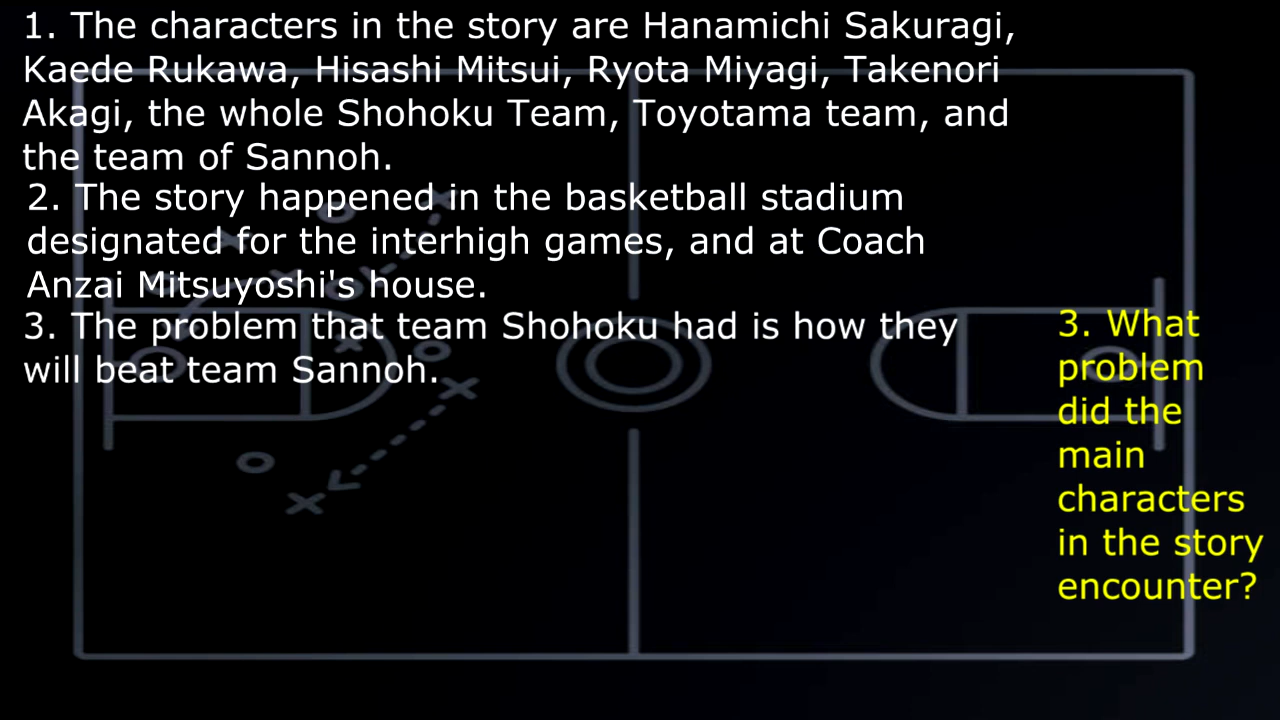 1. The characters in the story are Hanamichi Sakuragi,
Kaede Rukawa, Hisashi Mitsui, Ryota Miyagi, Takenori
Akagi, the whole Shohoku Team, Toyotama team, and
the team of Sannoh.
2. The story happened in the basketball stadium
designated for the interhigh games, and at Coach
Anzai Mitsuyoshi's house.
3. The problem that team Shohoku had is how they
will beat team Sannoh.
3. What
problem
did the
main
characters
in the story
encounter?